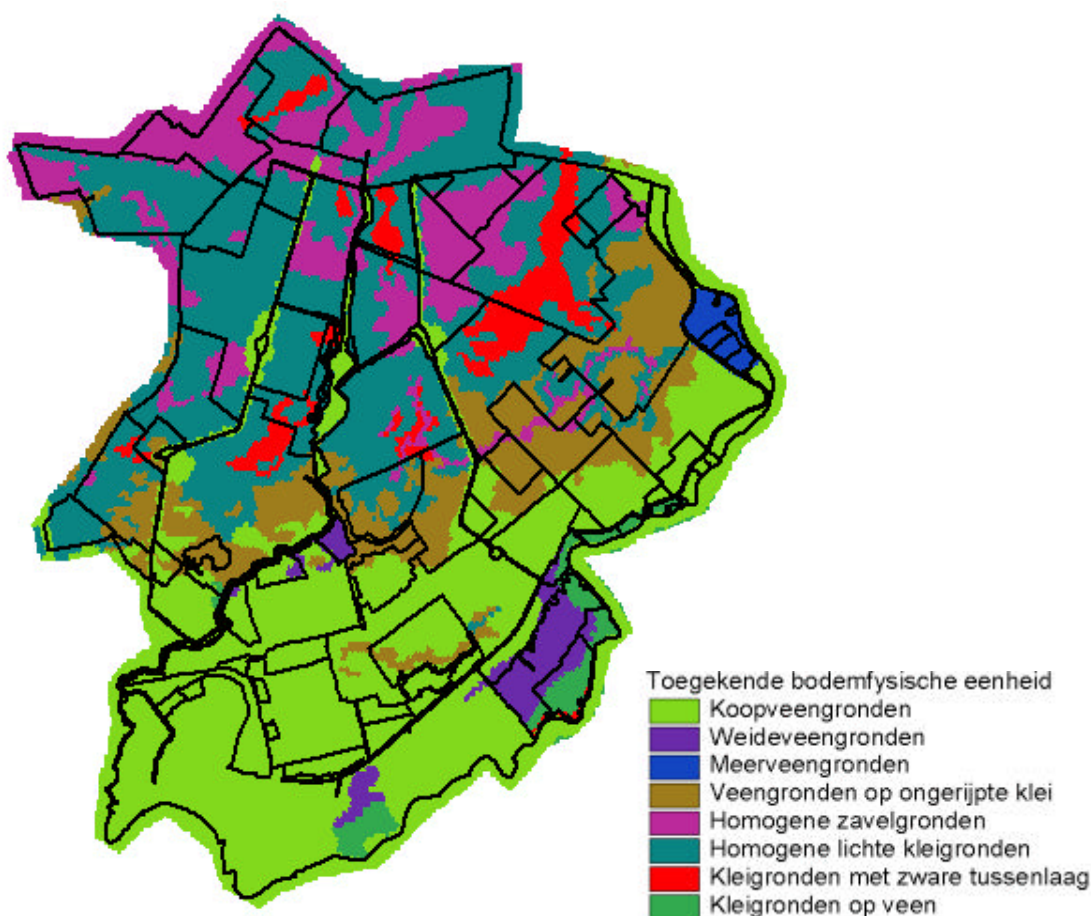 Toegekende bodemfysische eenheid
Koopveengronden
Weideveengronden
Meerveengronden
Veengronden op ongerijpte klei
Homogene zavelgronden
Homogene lichte kleigronden
Kleigronden met zware tussenlaag
Kleigronden op veen